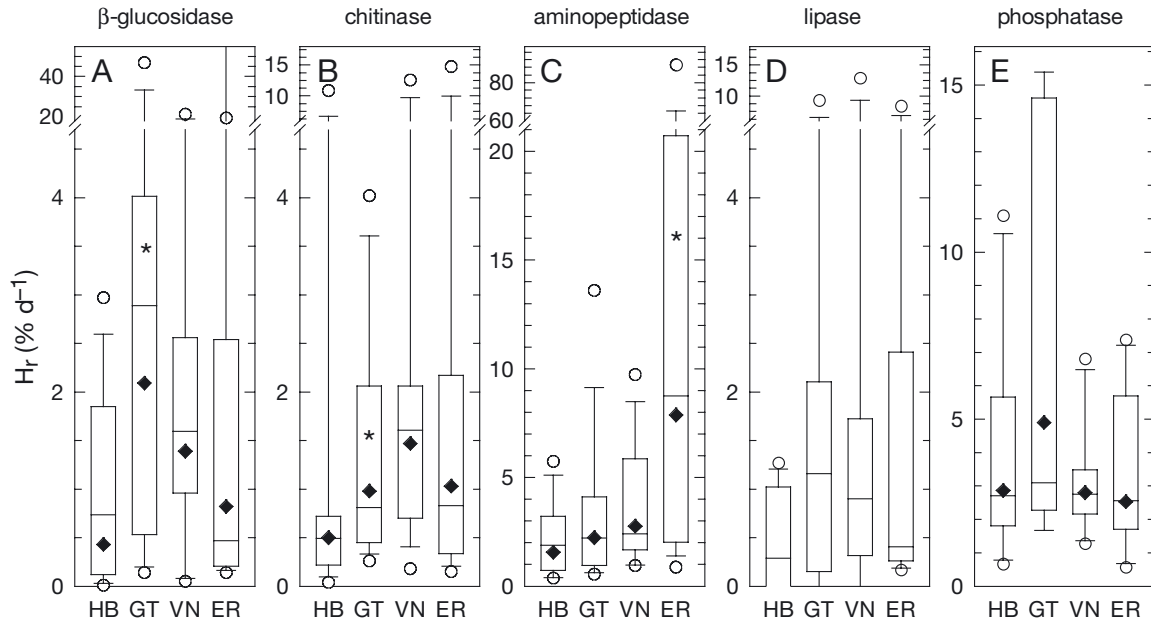 β-glucosidase chitinase aminopeptidase lipase phosphatase
A B C D E
40 20 4 2 0
15 10 4 2 0
80 60 20 15 10 5 0
15 10 4 2 0
15 10 5 0
Hr (% d–1)
* * *
HB GT VN ER HB GT VN ER HB GT VN ER HB GT VN ER HB GT VN ER